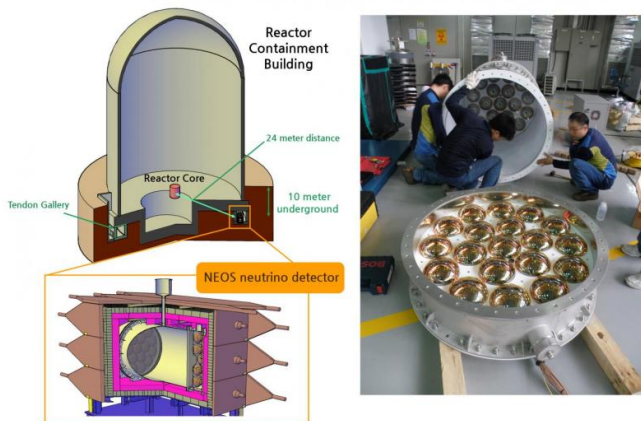 Reactor
Containment
Building
24 meter distance
Reactor Core
10 meter
underground
Tendon Gallery
NEOS neutrino detector